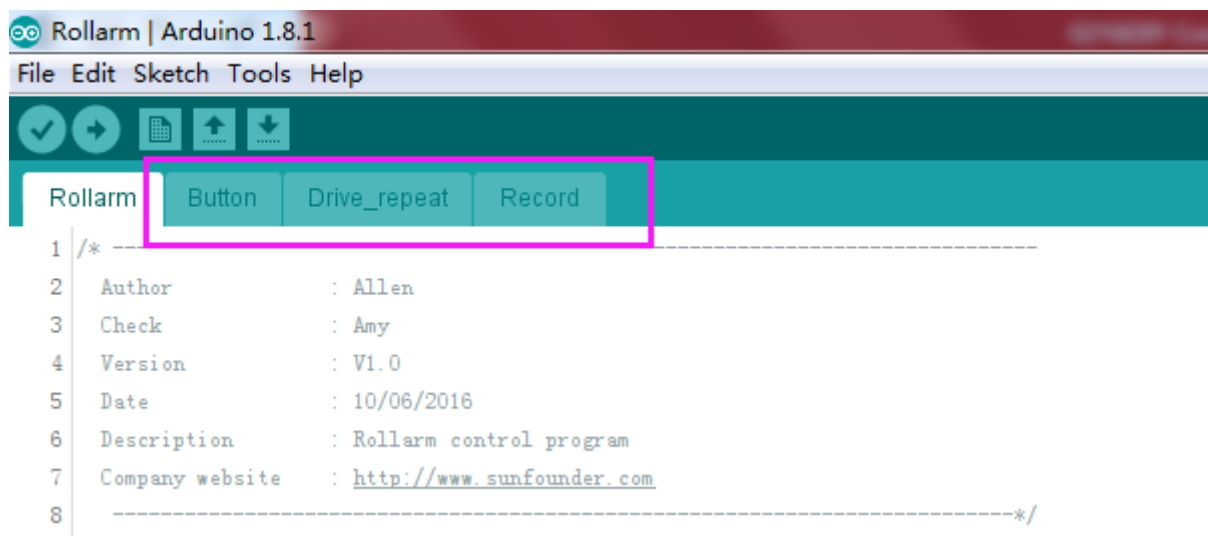 Rollarm | Arduino 1.8.1
File Edit Sketch Tools Help
Rollarm Button Drive_repeat Record
1 /* ------------------------------------------------------------------------
2 Author : Allen
3 Check : Amy
4 Version : V1.0
5 Date : 10/06/2016
6 Description : Rollarm control program
7 Company website : http://www.sunfounder.com
8 ------------------------------------------------------------------------*/